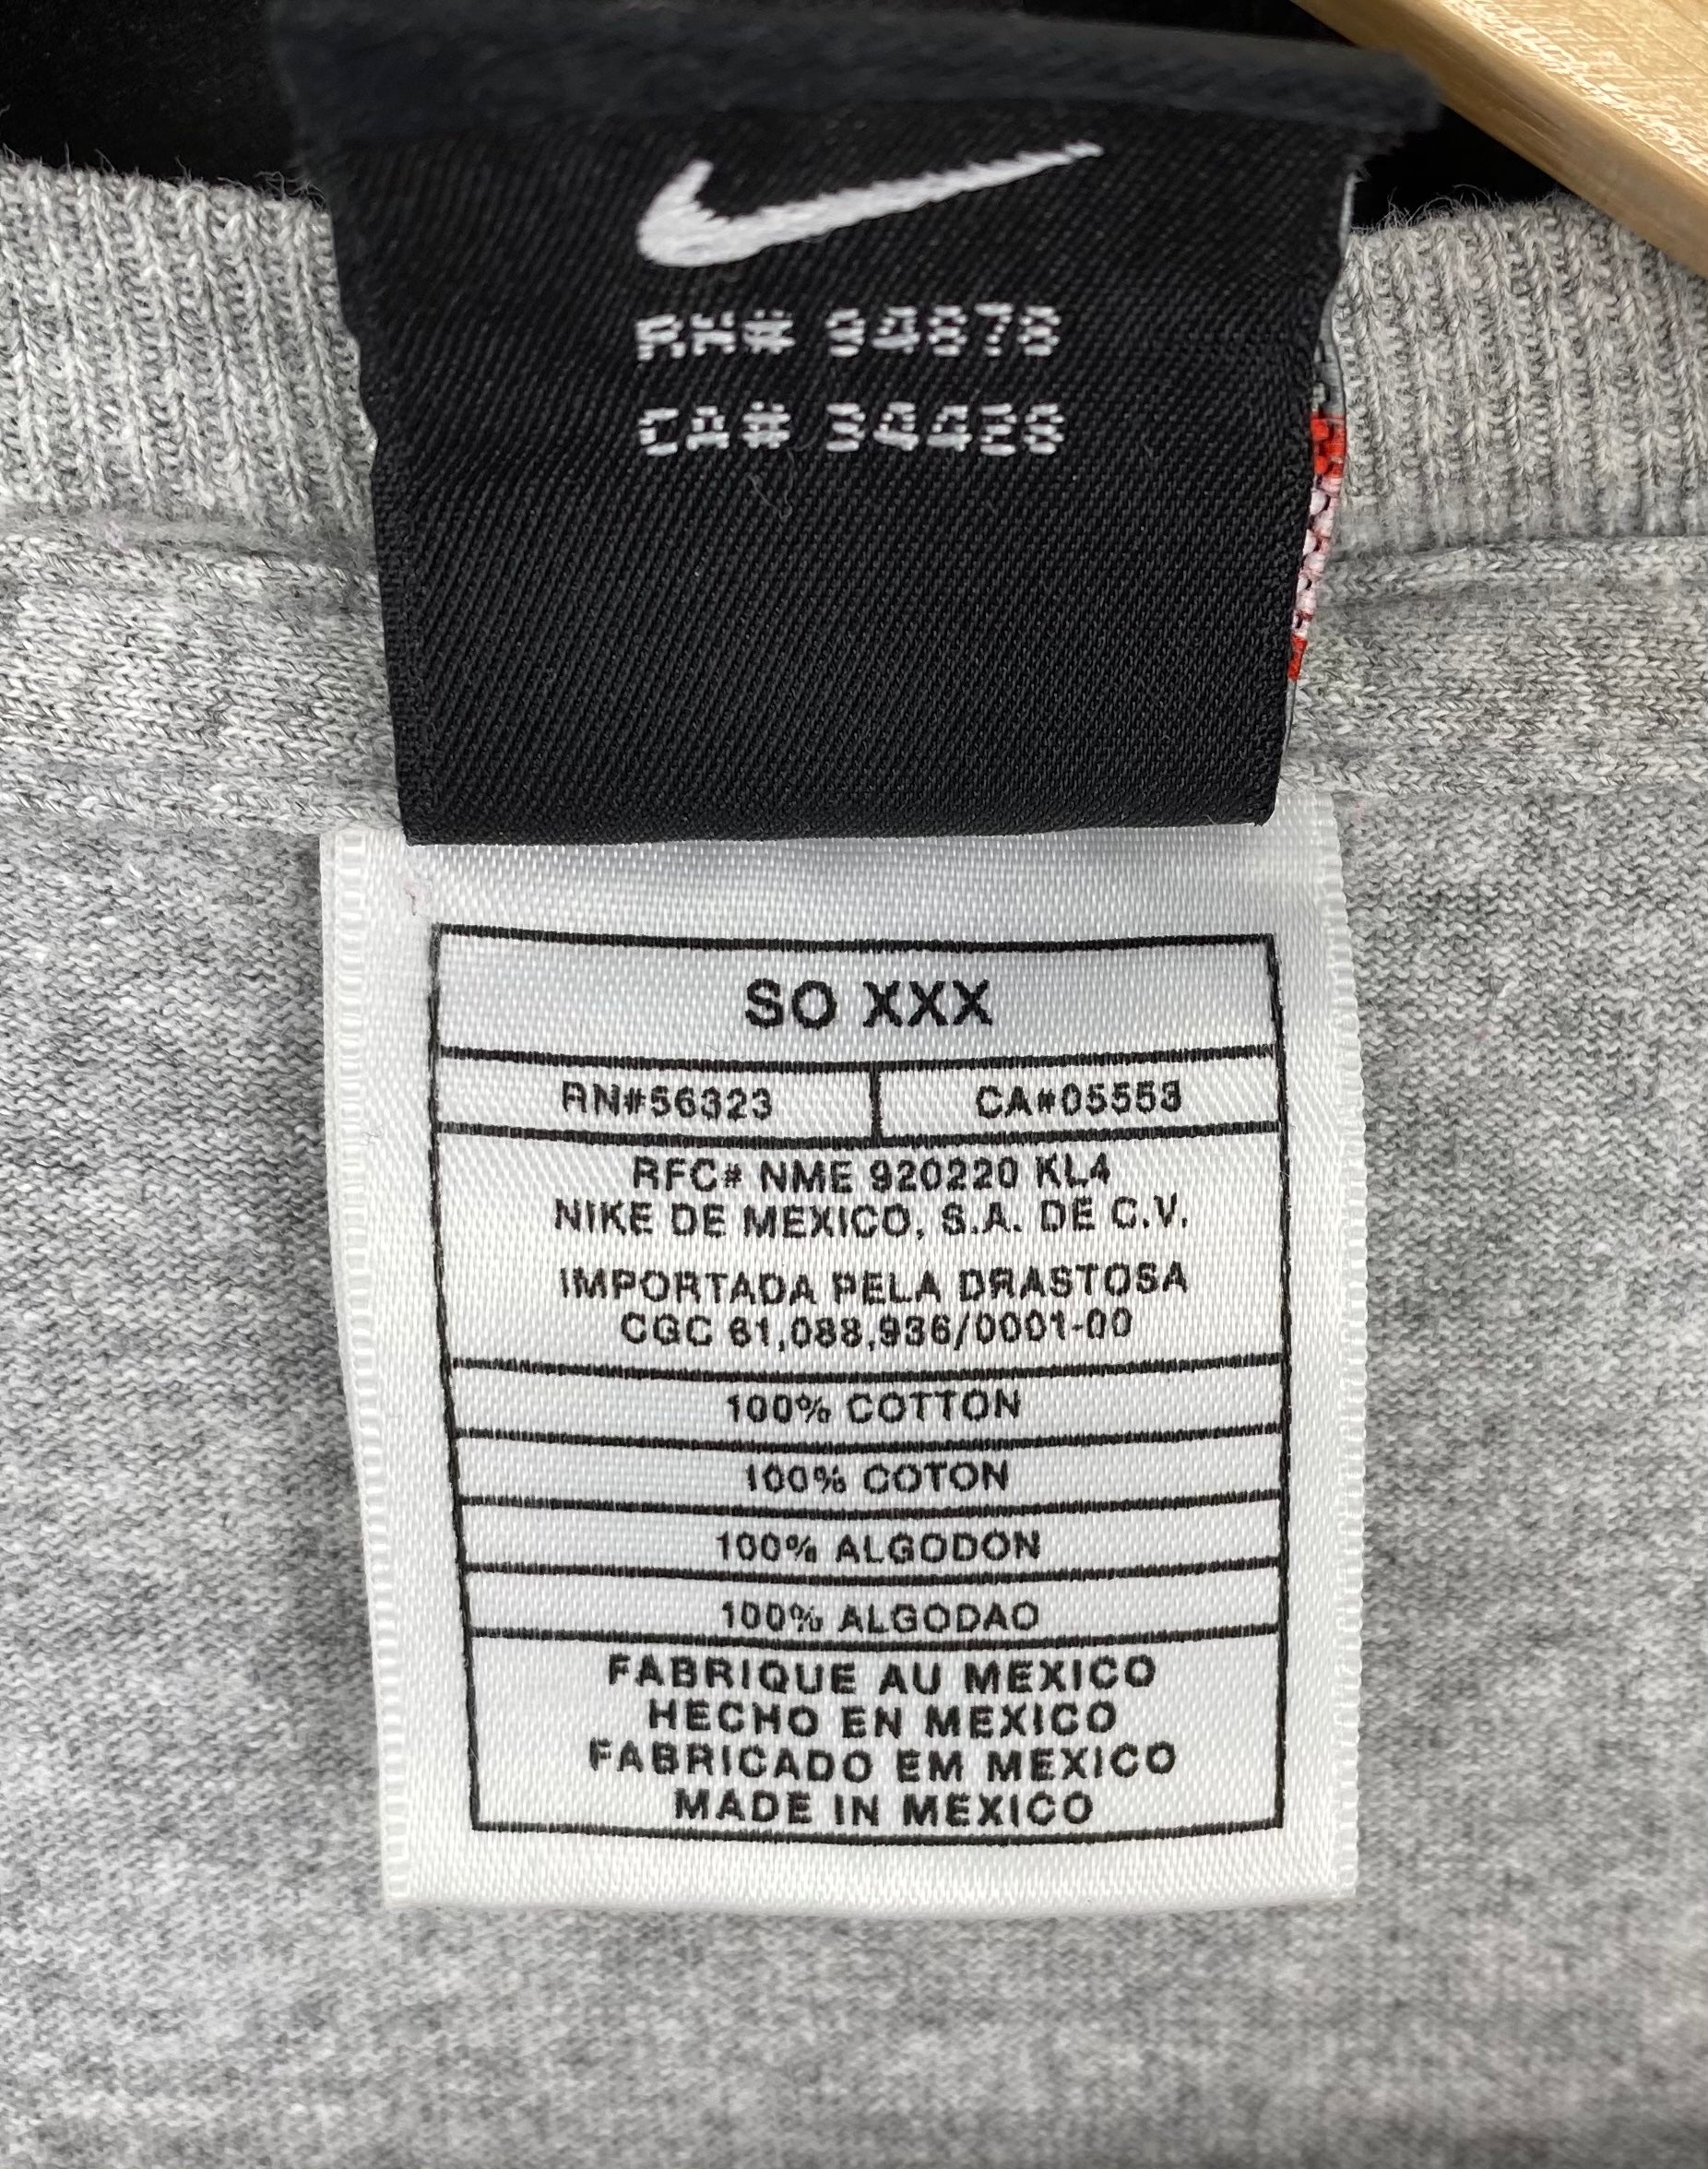 RN# 94878
CA# 34426
SO XXX
RN#56323 CA#05553
RFC# NME 920220 KL4
NIKE DE MEXICO, S.A. DE C.V.
IMPORTADA PELA DRASTOSA
CGC 61,088,936/0001-00
100% COTTON
100% COTON
100% ALGODON
100% ALGODAO
FABRIQUE AU MEXICO
HECHO EN MEXICO
FABRICADO EM MEXICO
MADE IN MEXICO